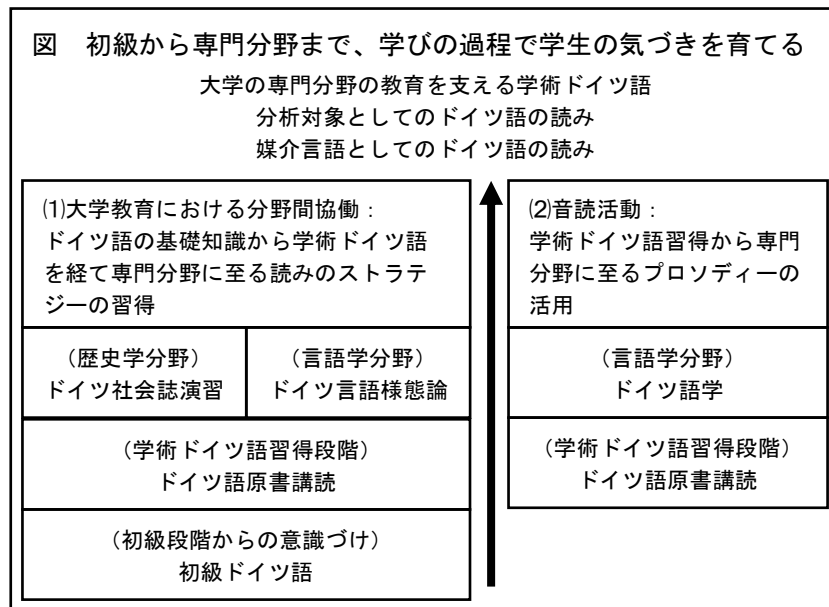 図　初級から専門分野まで、学びの過程で学生の気づきを育てる
大学の専門分野の教育を支える学術ドイツ語
分析対象としてのドイツ語の読み
媒介言語としてのドイツ語の読み
⑴大学教育における分野間協働：
ドイツ語の基礎知識から学術ドイツ語
を経て専門分野に至る読みのストラテ
ジーの習得
（歴史学分野）
ドイツ社会誌演習
（言語学分野）
ドイツ言語様態論
（学術ドイツ語習得段階）
ドイツ語原書講読
（初級段階からの意識づけ）
初級ドイツ語
⑵音読活動：
学術ドイツ語習得から専門
分野に至るプロソディーの
活用
（言語学分野）
ドイツ語学
（学術ドイツ語習得段階）
ドイツ語原書講読